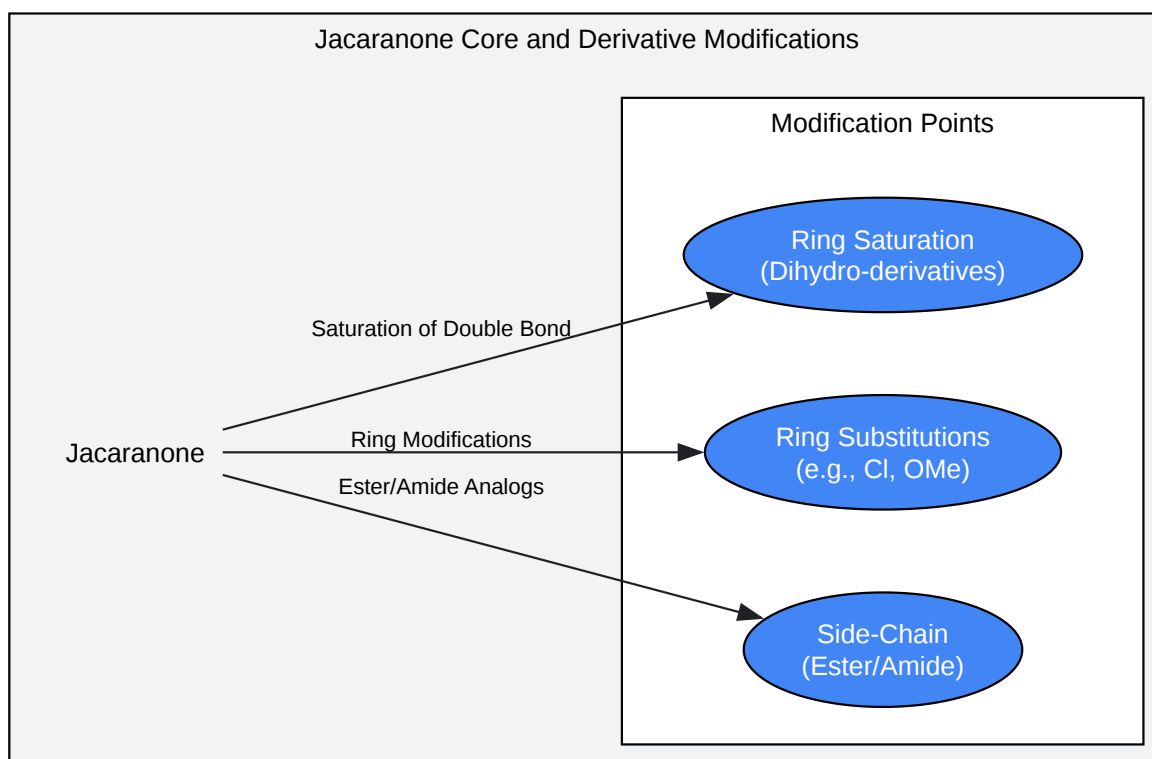 Jacaranone Core and Derivative Modifications
Modification Points
Ring Saturation
(Dihydro-derivatives)
Saturation of Double Bond
Ring Modifications
Ring Substitutions
(e.g., Cl, OMe)
Jacaranone
Ester/Amide Analogs
Side-Chain
(Ester/Amide)